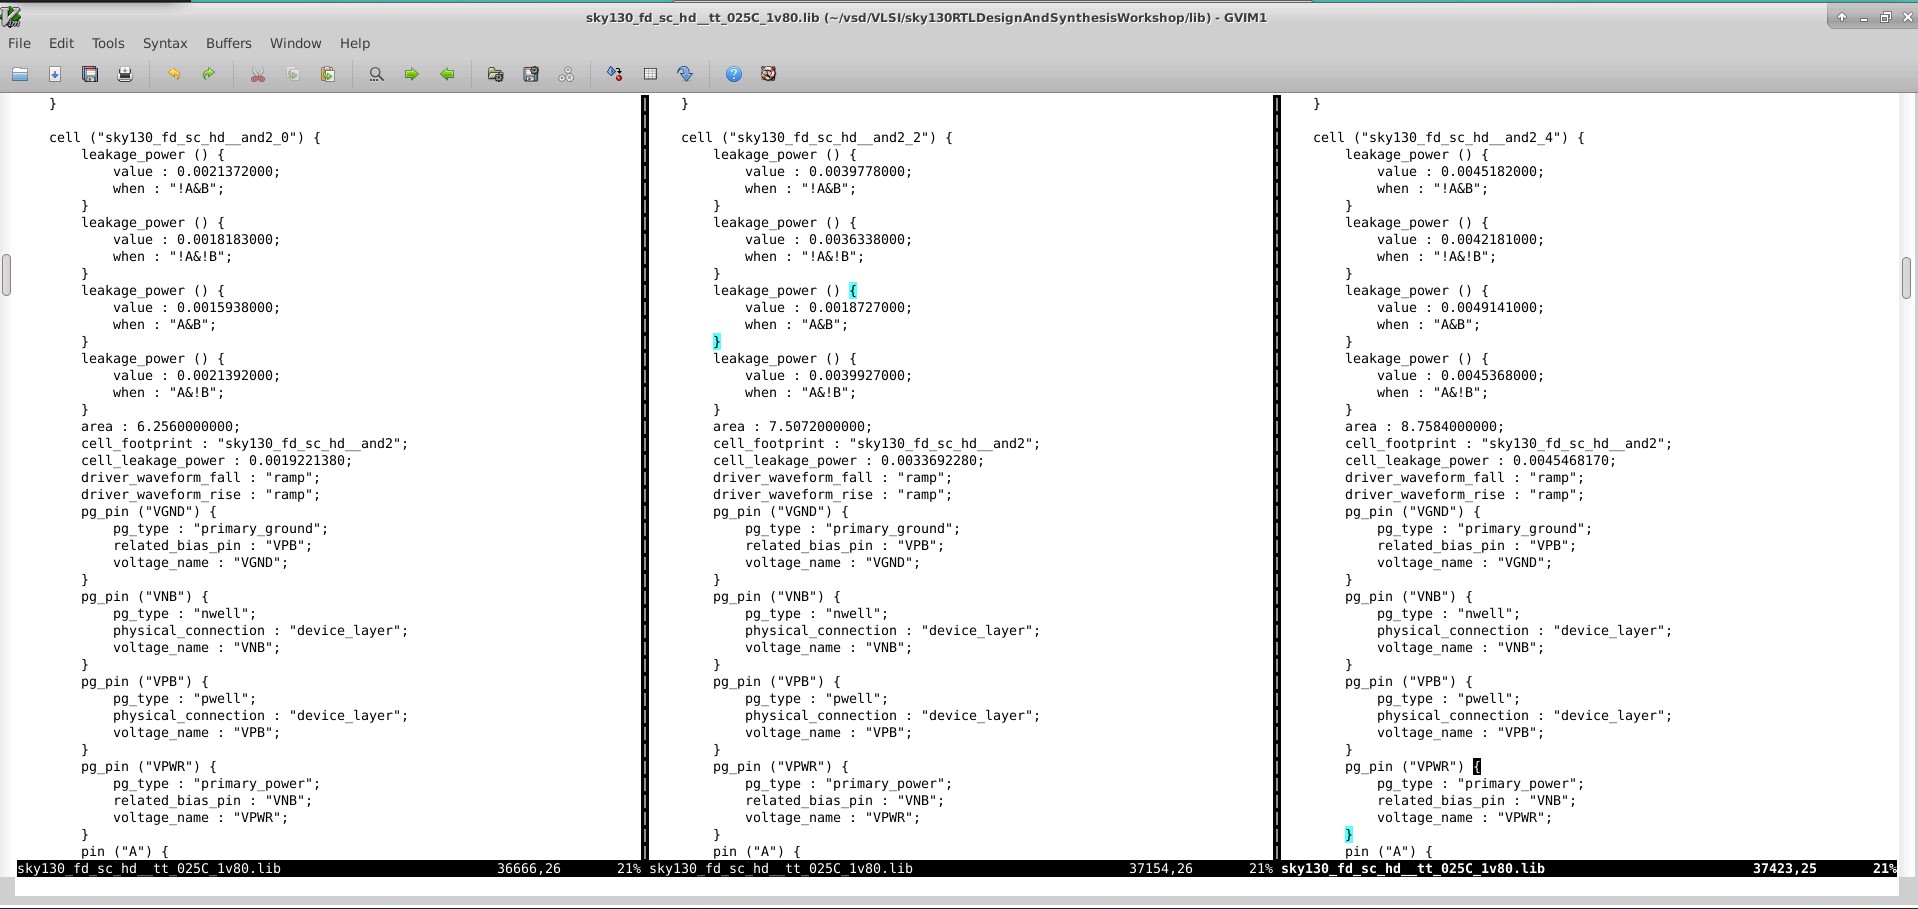 sky130_fd_sc_hd__tt_025C_1v80.lib (~/vsd/VLSI/sky130RTLDesignAndSynthesisWorkshop/lib) - GVIM1
File Edit Tools Syntax Buffers Window Help
}
cell ("sky130_fd_sc_hd__and2_0") {
leakage_power () {
value : 0.0021372000;
when : "!A&B";
}
leakage_power () {
value : 0.0018183000;
when : "!A&!B";
}
leakage_power () {
value : 0.0015938000;
when : "A&B";
}
leakage_power () {
value : 0.0021392000;
when : "A&!B";
}
area : 6.2560000000;
cell_footprint : "sky130_fd_sc_hd__and2";
cell_leakage_power : 0.0019221380;
driver_waveform_fall : "ramp";
driver_waveform_rise : "ramp";
pg_pin ("VGND") {
pg_type : "primary_ground";
related_bias_pin : "VPB";
voltage_name : "VGND";
}
pg_pin ("VNB") {
pg_type : "nwell";
physical_connection : "device_layer";
voltage_name : "VNB";
}
pg_pin ("VPB") {
pg_type : "pwell";
physical_connection : "device_layer";
voltage_name : "VPB";
}
pg_pin ("VPWR") {
pg_type : "primary_power";
related_bias_pin : "VNB";
voltage_name : "VPWR";
}
pin ("A") {
sky130_fd_sc_hd__tt_025C_1v80.lib 36666,26 21%
}
cell ("sky130_fd_sc_hd__and2_2") {
leakage_power () {
value : 0.0039778000;
when : "!A&B";
}
leakage_power () {
value : 0.0036338000;
when : "!A&!B";
}
leakage_power () {
value : 0.0018727000;
when : "A&B";
}
leakage_power () {
value : 0.0039927000;
when : "A&!B";
}
area : 7.5072000000;
cell_footprint : "sky130_fd_sc_hd__and2";
cell_leakage_power : 0.0033692280;
driver_waveform_fall : "ramp";
driver_waveform_rise : "ramp";
pg_pin ("VGND") {
pg_type : "primary_ground";
related_bias_pin : "VPB";
voltage_name : "VGND";
}
pg_pin ("VNB") {
pg_type : "nwell";
physical_connection : "device_layer";
voltage_name : "VNB";
}
pg_pin ("VPB") {
pg_type : "pwell";
physical_connection : "device_layer";
voltage_name : "VPB";
}
pg_pin ("VPWR") {
pg_type : "primary_power";
related_bias_pin : "VNB";
voltage_name : "VPWR";
}
pin ("A") {
sky130_fd_sc_hd__tt_025C_1v80.lib 37154,26 21%
}
cell ("sky130_fd_sc_hd__and2_4") {
leakage_power () {
value : 0.0045182000;
when : "!A&B";
}
leakage_power () {
value : 0.0042181000;
when : "!A&!B";
}
leakage_power () {
value : 0.0049141000;
when : "A&B";
}
leakage_power () {
value : 0.0045368000;
when : "A&!B";
}
area : 8.7584000000;
cell_footprint : "sky130_fd_sc_hd__and2";
cell_leakage_power : 0.0045468170;
driver_waveform_fall : "ramp";
driver_waveform_rise : "ramp";
pg_pin ("VGND") {
pg_type : "primary_ground";
related_bias_pin : "VPB";
voltage_name : "VGND";
}
pg_pin ("VNB") {
pg_type : "nwell";
physical_connection : "device_layer";
voltage_name : "VNB";
}
pg_pin ("VPB") {
pg_type : "pwell";
physical_connection : "device_layer";
voltage_name : "VPB";
}
pg_pin ("VPWR") {
pg_type : "primary_power";
related_bias_pin : "VNB";
voltage_name : "VPWR";
}
pin ("A") {
sky130_fd_sc_hd__tt_025C_1v80.lib 37423,25 21%